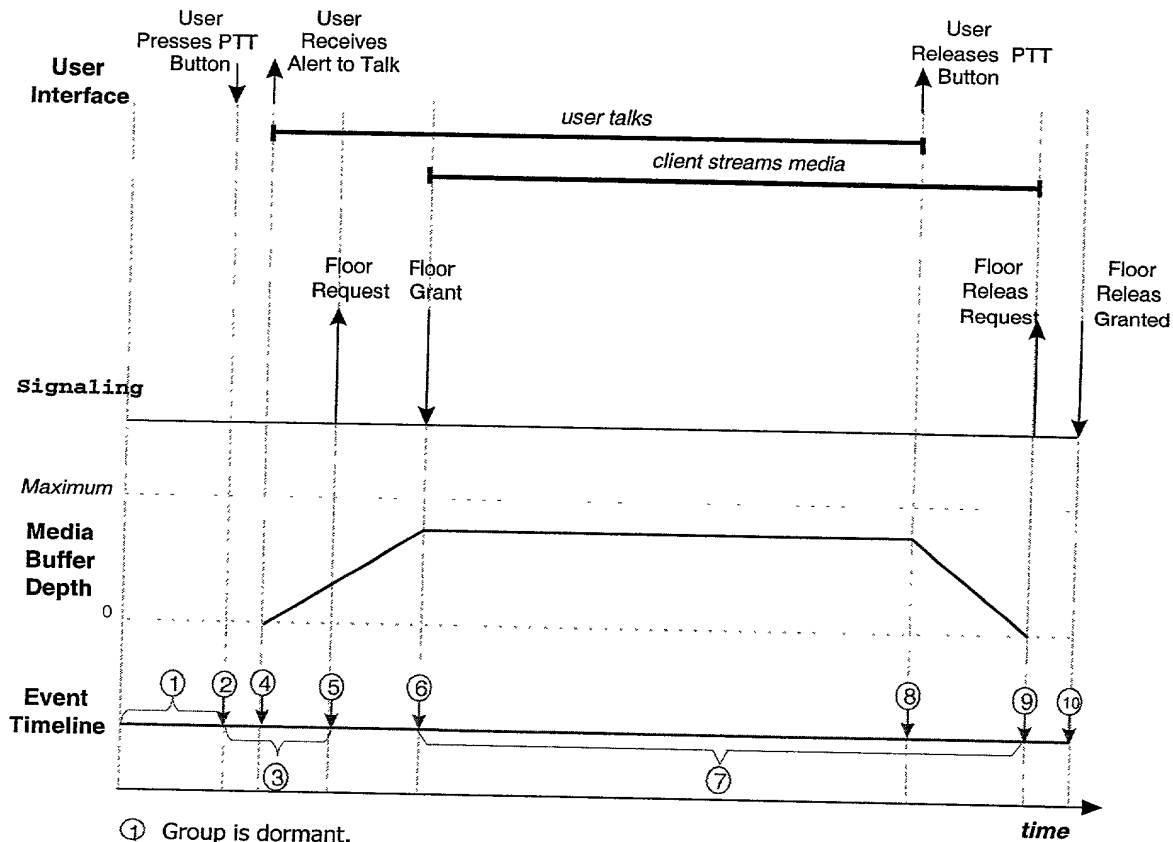 User
Presses PTT
Button
User
Receives
Alert to Talk
User
Releases PTT
Button
User
Interface
user talks
client streams media
Floor
Request
Floor
Grant
Floor
Releas
Request
Floor
Releas
Granted
Signaling
Maximum
Media
Buffer
Depth
0
Event
Timeline
1
2
4
5
6
8
9
10
3
7
time
① Group is dormant.